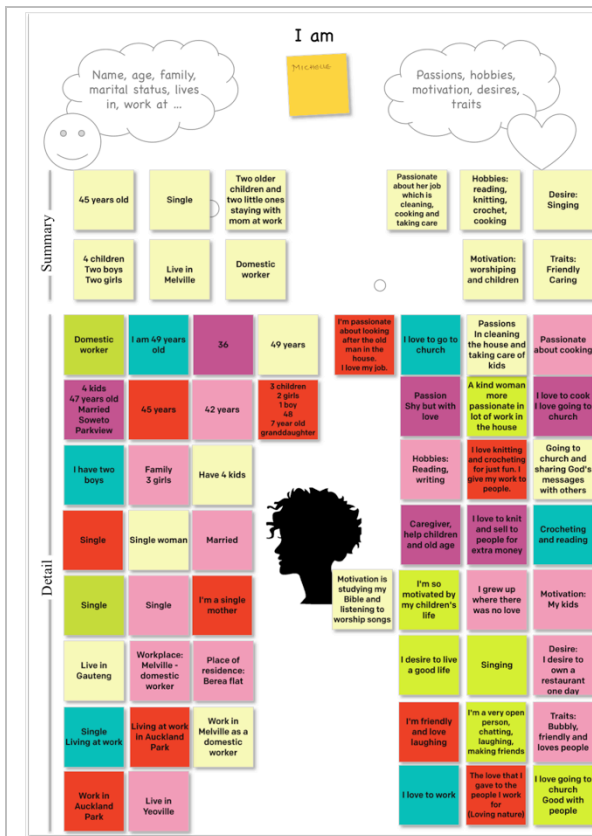 I am
Name, age, family,
marital status, lives
in, work at ...
Michelle
Passions, hobbies,
motivation, desires,
traits
Summary
45 years old
Single
Two older
children and
two little ones
staying with
mom at work
4 children
Two boys
Two girls
Live in
Melville
Domestic
worker
Passionate
about her job
which is
cleaning,
cooking and
taking care
Hobbies:
reading,
knitting,
crochet,
cooking
Desire:
Singing
Motivation:
worshiping
and children
Traits:
Friendly
Caring
Detail
Domestic
worker
I am 49 years
old
36
49 years
4 kids
47 years old
Married
Soweto
Parkview
45 years
42 years
3 children
2 girls
1 boy
48
7 year old
granddaughter
I have two
boys
Family
3 girls
Have 4 kids
Single
Single woman
Married
Single
Single
I'm a single
mother
Live in
Gauteng
Workplace:
Melville -
domestic
worker
Place of
residence:
Berea flat
Single
Living at work
Living at work
in Auckland
Park
Work in
Melville as a
domestic
worker
Work in
Auckland
Park
Live in
Yeoville
I'm passionate
about looking
after the old
man in the
house.
I love my job.
I love to go to
church
Passions
In cleaning
the house and
taking care of
kids
Passionate
about cooking
Passion
Shy but with
love
A kind woman
more
passionate in
lot of work in
the house
I love to cook
I love going to
church
Hobbies:
Reading,
writing
I love knitting
and crocheting
for just fun. I
give my work to
people.
Going to
church and
sharing God's
messages
with others
Caregiver,
help children
and old age
I love to knit
and sell to
people for
extra money
Crocheting
and reading
Motivation is
studying my
Bible and
listening to
worship songs
I'm so
motivated by
my children's
life
I grew up
where there
was no love
Motivation:
My kids
I desire to live
a good life
Singing
Desire:
I desire to
own a
restaurant
one day
I'm friendly
and love
laughing
I'm a very open
person,
chatting,
laughing,
making friends
Traits:
Bubbly,
friendly and
loves people
I love to work
The love that I
gave to the
people I work
for
(Loving nature)
I love going to
church
Good with
people